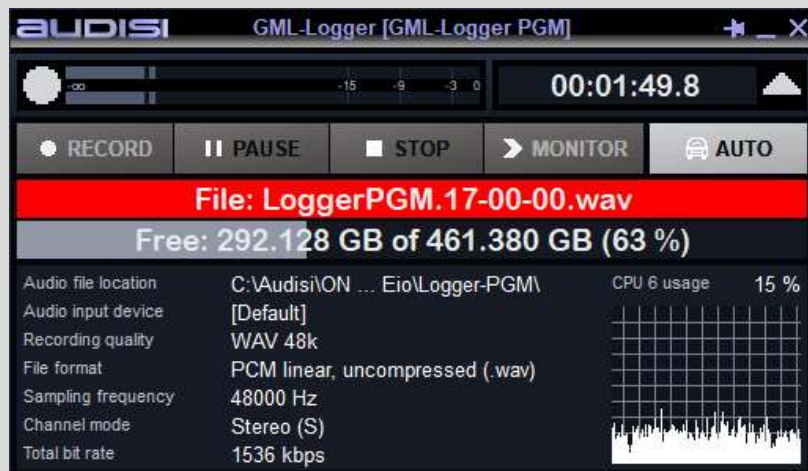 AUDISI GML-Logger [GML-Logger PGM]
-∞ -15 -9 -3 0 00:01:49.8
RECORD PAUSE STOP MONITOR AUTO
File: LoggerPGM.17-00-00.wav
Free: 292.128 GB of 461.380 GB (63 %)
Audio file location C:\Audisi\ON ... Eio\Logger-PGM\ CPU 6 usage 15 %
Audio input device [Default]
Recording quality WAV 48k
File format PCM linear, uncompressed (.wav)
Sampling frequency 48000 Hz
Channel mode Stereo (S)
Total bit rate 1536 kbps